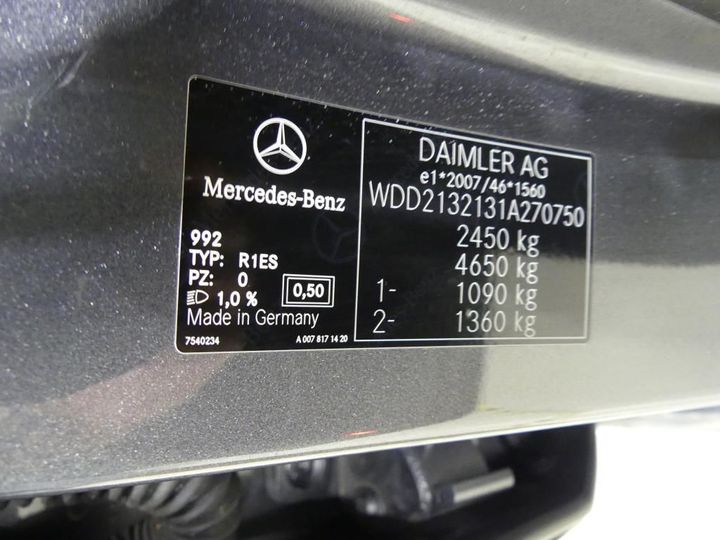 Mercedes-Benz
992
TYP: R1ES
PZ: 0
1,0 % 0,50
Made in Germany
7540234 A 007 817 14 20
DAIMLER AG
e1*2007/46*1560
WDD2132131A270750
2450 kg
4650 kg
1- 1090 kg
2- 1360 kg